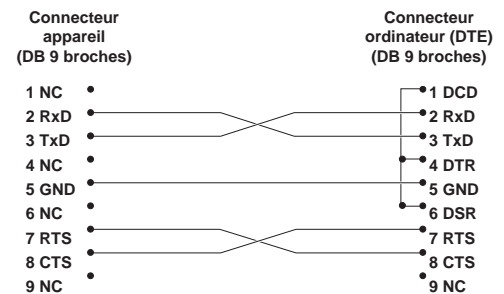 Connecteur
appareil
(DB 9 broches)
Connecteur
ordinateur (DTE)
(DB 9 broches)
1 NC
2 RxD
3 TxD
4 NC
5 GND
6 NC
7 RTS
8 CTS
9 NC
1 DCD
2 RxD
3 TxD
4 DTR
5 GND
6 DSR
7 RTS
8 CTS
9 NC